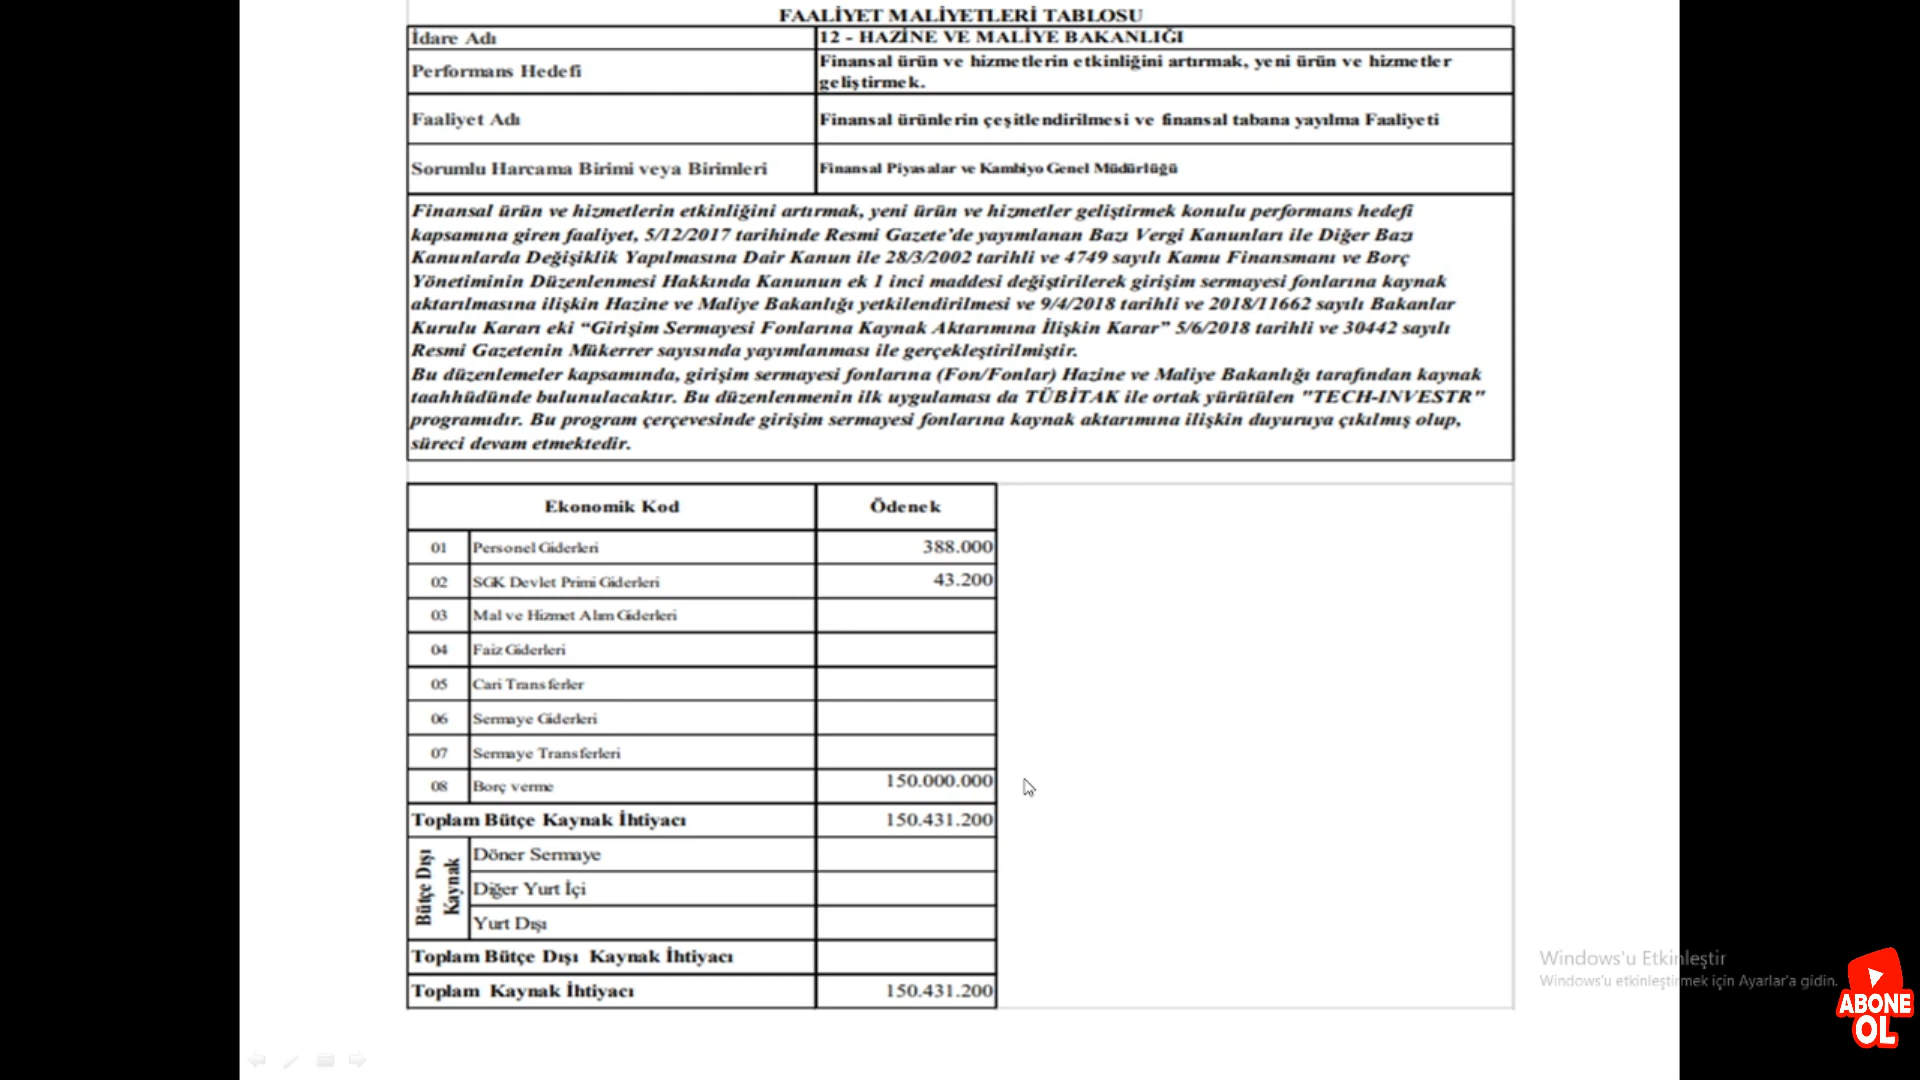 FAALİYET MALİYETLERİ TABLOSU
İdare Adı 12 - HAZİNE VE MALİYE BAKANLIĞI
Performans Hedefi Finansal ürün ve hizmetlerin etkinliğini artırmak, yeni ürün ve hizmetler
geliştirmek.
Faaliyet Adı Finansal ürünlerin çeşitlendirilmesi ve finansal tabana yayılma Faaliyeti
Sorumlu Harcama Birimi veya Birimleri Finansal Piyasalar ve Kambiyo Genel Müdürlüğü
Finansal ürün ve hizmetlerin etkinliğini artırmak, yeni ürün ve hizmetler geliştirmek konulu performans hedefi
kapsamına giren faaliyet, 5/12/2017 tarihinde Resmi Gazete’de yayımlanan Bazı Vergi Kanunları ile Diğer Bazı
Kanunlarda Değişiklik Yapılmasına Dair Kanun ile 28/3/2002 tarihli ve 4749 sayılı Kamu Finansmanı ve Borç
Yönetiminin Düzenlenmesi Hakkında Kanunun ek 1 inci maddesi değiştirilerek girişim sermayesi fonlarına kaynak
aktarılmasına ilişkin Hazine ve Maliye Bakanlığı yetkilendirilmesi ve 9/4/2018 tarihli ve 2018/11662 sayılı Bakanlar
Kurulu Kararı eki “Girişim Sermayesi Fonlarına Kaynak Aktarımına İlişkin Karar” 5/6/2018 tarihli ve 30442 sayılı
Resmi Gazetenin Mükerrer sayısında yayımlanması ile gerçekleştirilmiştir.
Bu düzenlemeler kapsamında, girişim sermayesi fonlarına (Fon/Fonlar) Hazine ve Maliye Bakanlığı tarafından kaynak
taahhüdünde bulunulacaktır. Bu düzenlenmenin ilk uygulaması da TÜBİTAK ile ortak yürütülen "TECH-INVESTR"
programıdır. Bu program çerçevesinde girişim sermayesi fonlarına kaynak aktarımına ilişkin duyuruya çıkılmış olup,
süreci devam etmektedir.
Ekonomik Kod Ödenek
01 Personel Giderleri 388.000
02 SGK Devlet Primi Giderleri 43.200
03 Mal ve Hizmet Alım Giderleri
04 Faiz Giderleri
05 Cari Transferler
06 Sermaye Giderleri
07 Sermaye Transferleri
08 Borç verme 150.000.000
Toplam Bütçe Kaynak İhtiyacı 150.431.200
Bütçe Dışı
Kaynak
Döner Sermaye
Diğer Yurt İçi
Yurt Dışı
Toplam Bütçe Dışı Kaynak İhtiyacı
Toplam Kaynak İhtiyacı 150.431.200
Windows'u Etkinleştir
Windows'u etkinleştirmek için Ayarlar'a gidin.
ABONE
OL